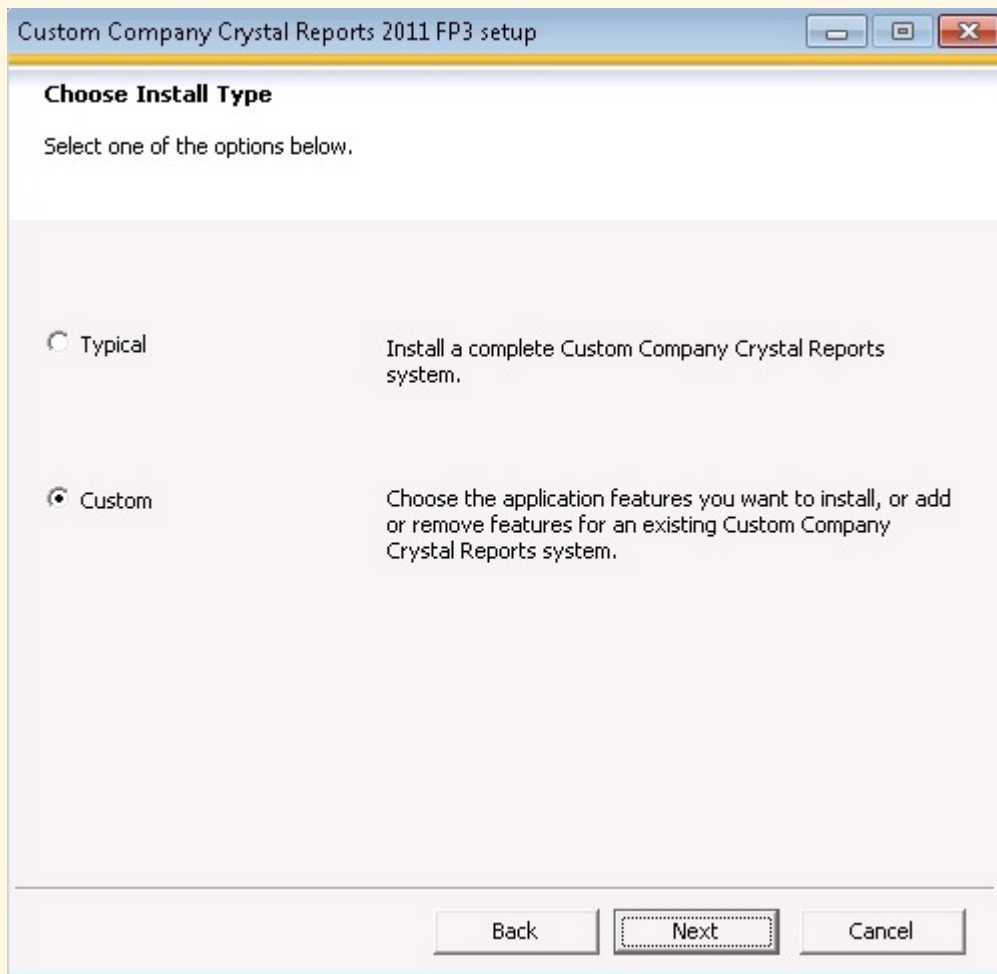 Custom Company Crystal Reports 2011 FP3 setup
Choose Install Type
Select one of the options below.
Typical
Install a complete Custom Company Crystal Reports
system.
Custom
Choose the application features you want to install, or add
or remove features for an existing Custom Company
Crystal Reports system.
Back
Next
Cancel